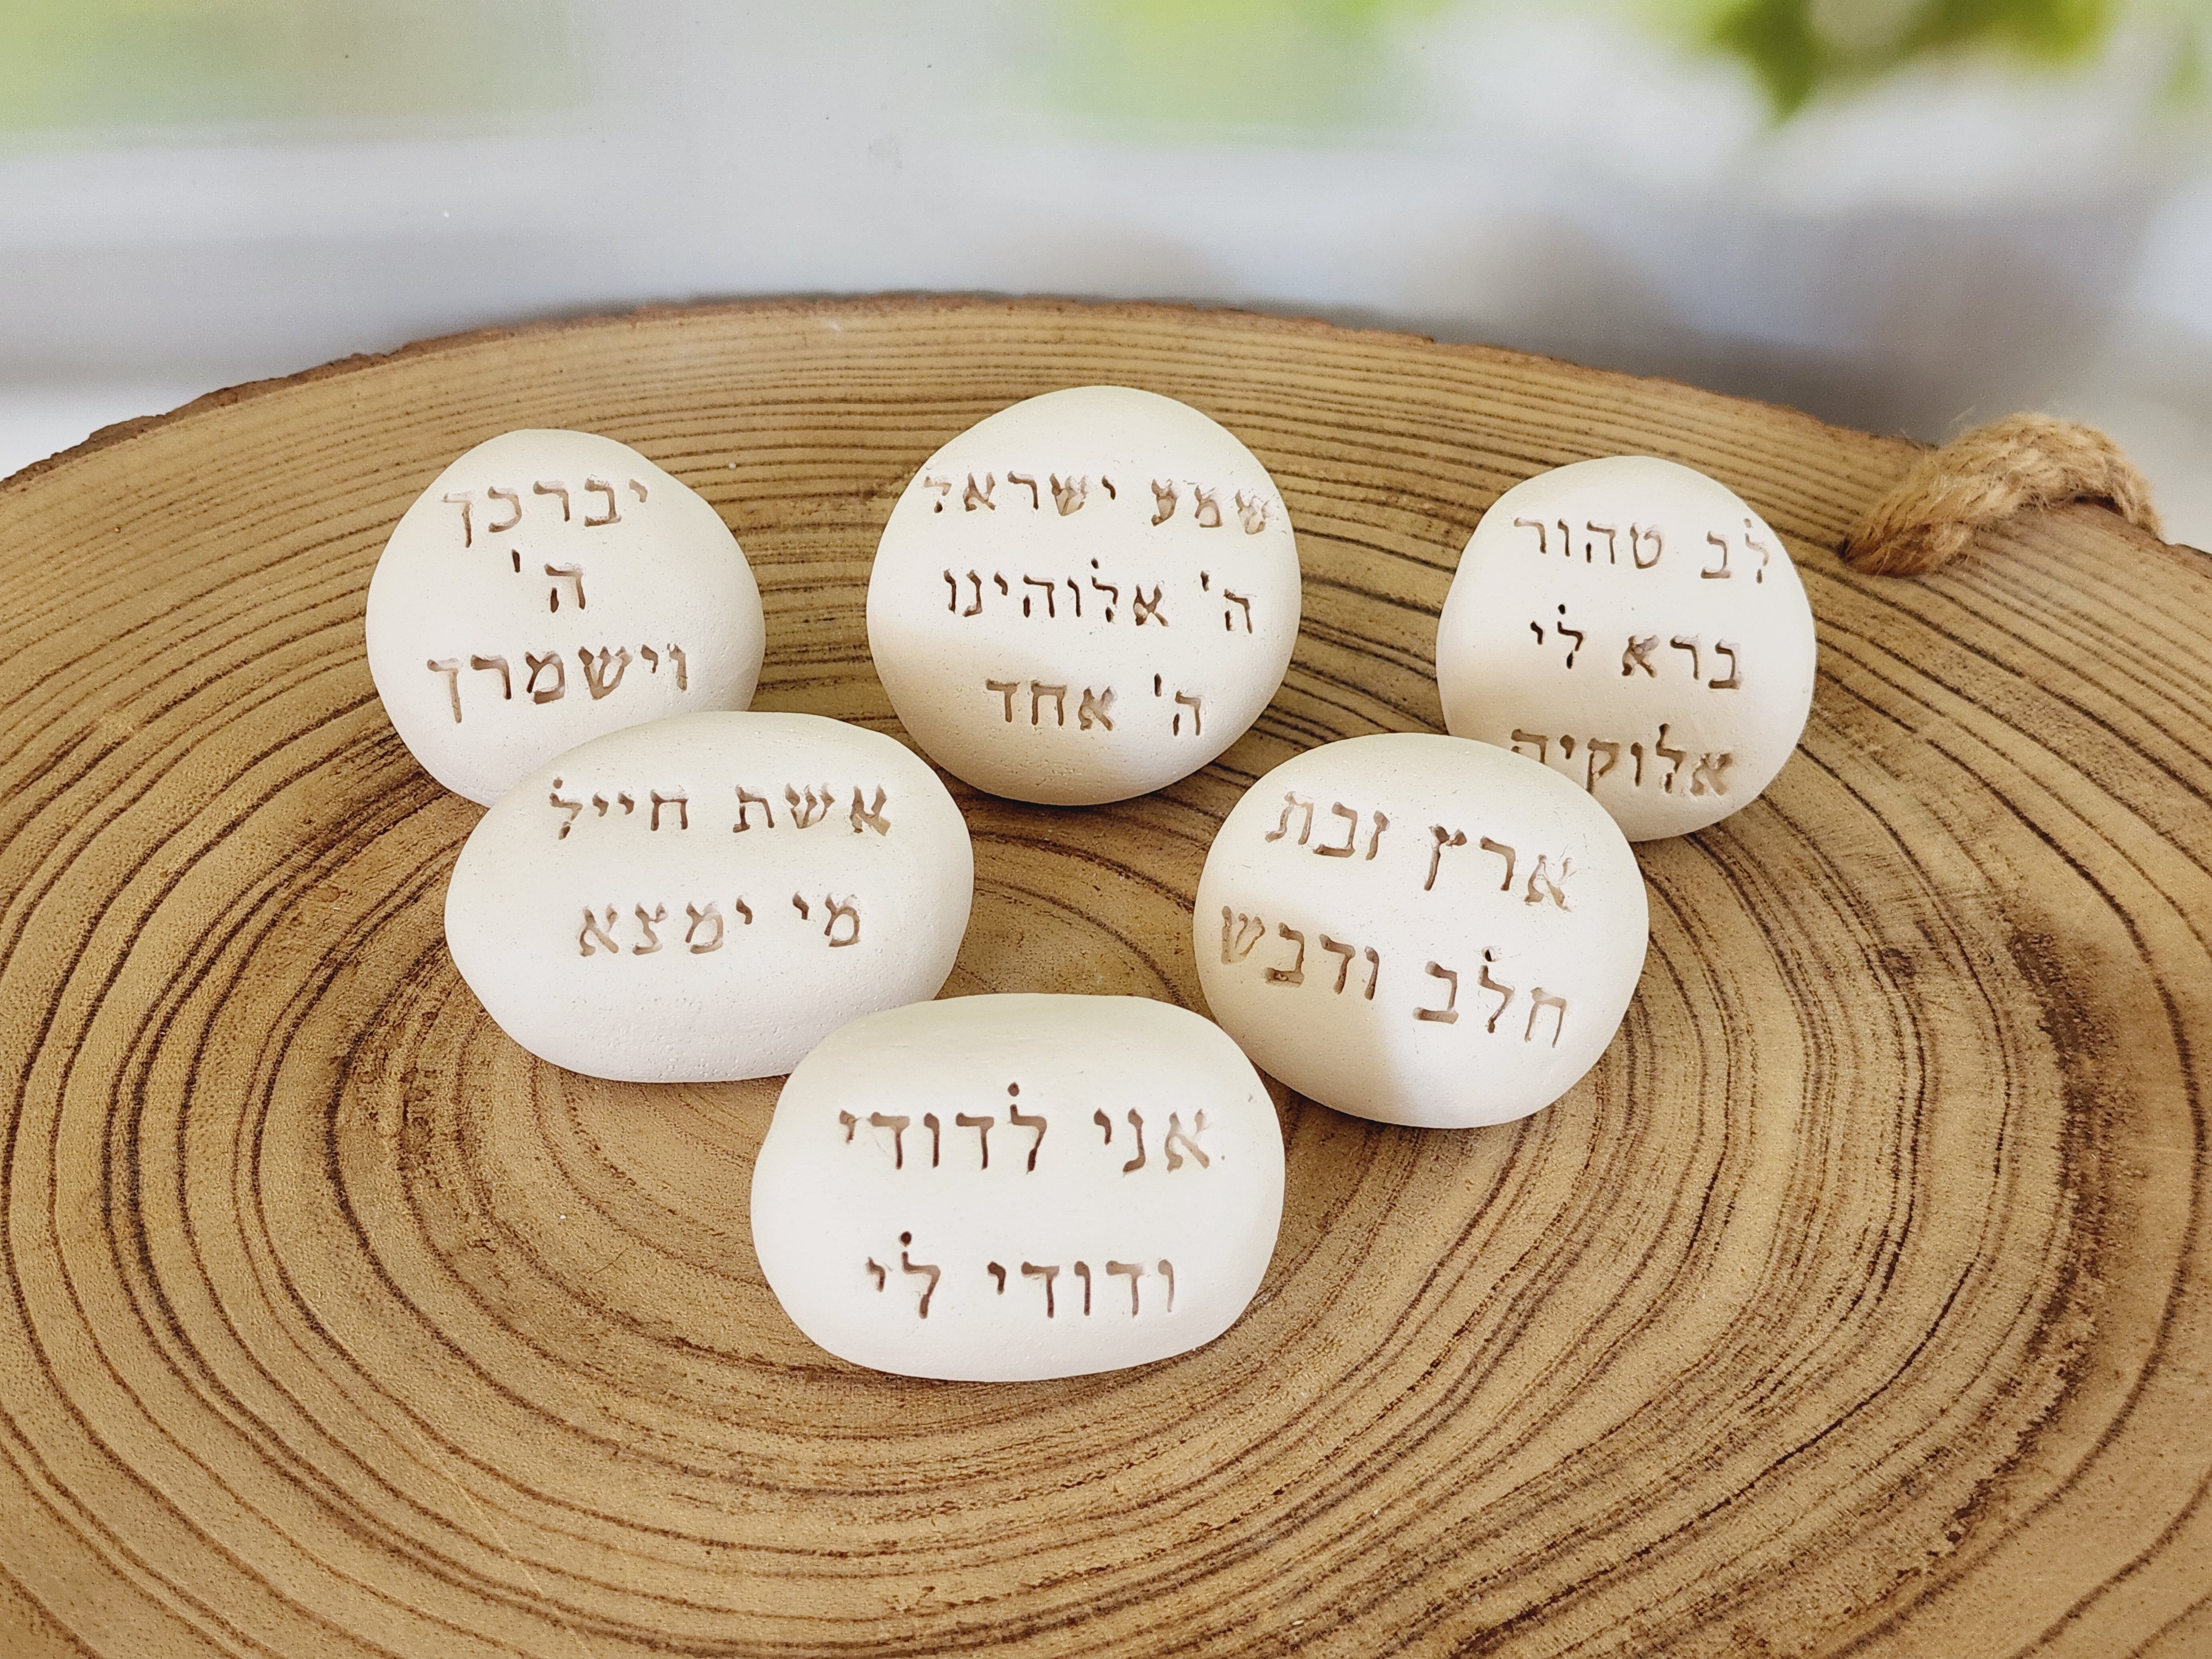 יברכך
ה'
וישמרך
שמע ישראל
ה' אלוהינו
ה' אחד
לב טהור
ברא לי
אלוקים
אשת חייל
מי ימצא
ארץ זבת
חלב ודבש
אני לדודי
ודודי לי